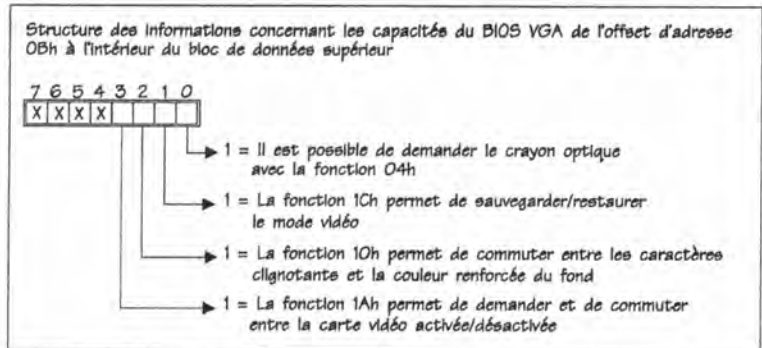 Structure des informations concernant les capacités du BIOS VGA de l'offset d'adresse
0Bh à l'intérieur du bloc de données supérieur
7 6 5 4 3 2 1 0
X X X X
1 = Il est possible de demander le crayon optique
avec la fonction 04h
1 = La fonction 1Ch permet de sauvegarder/restaurer
le mode vidéo
1 = La fonction 10h permet de commuter entre les caractères
clignotants et la couleur renforcée du fond
1 = La fonction 1Ah permet de demander et de commuter
entre la carte vidéo activée/désactivée